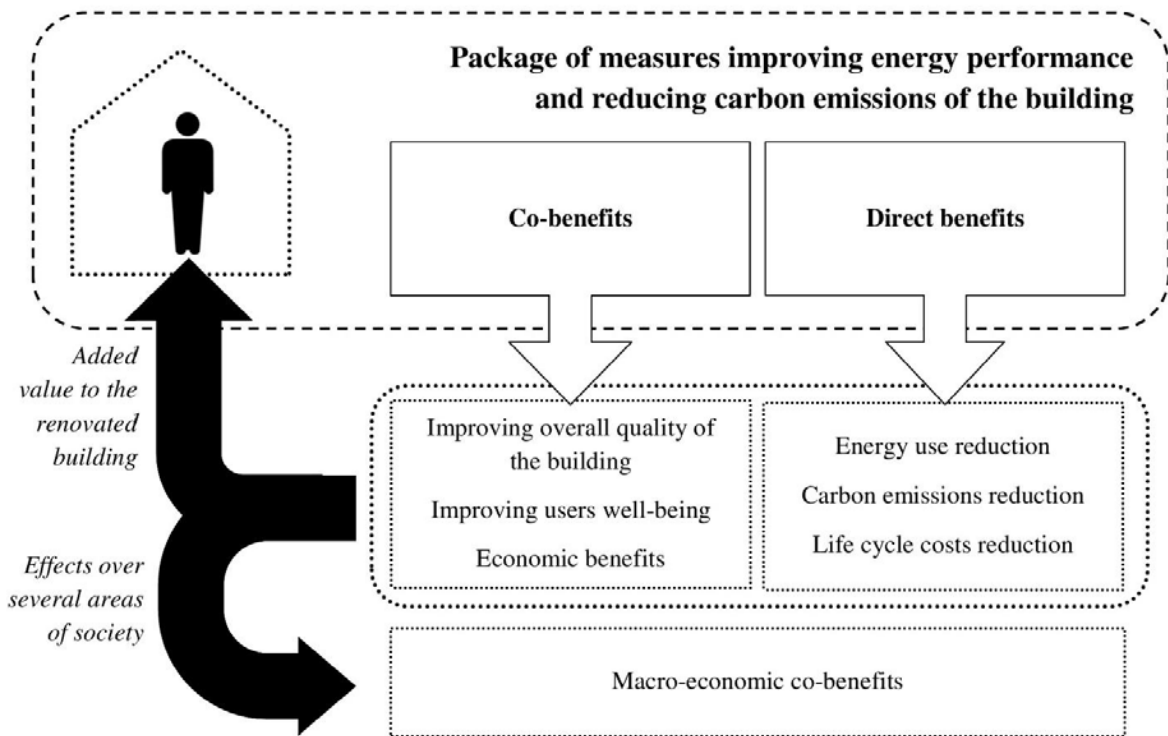 Package of measures improving energy performance
and reducing carbon emissions of the building
Co-benefits
Direct benefits
Added
value to the
renovated
building
Improving overall quality of
the building
Improving users well-being
Economic benefits
Energy use reduction
Carbon emissions reduction
Life cycle costs reduction
Effects over
several areas
of society
Macro-economic co-benefits